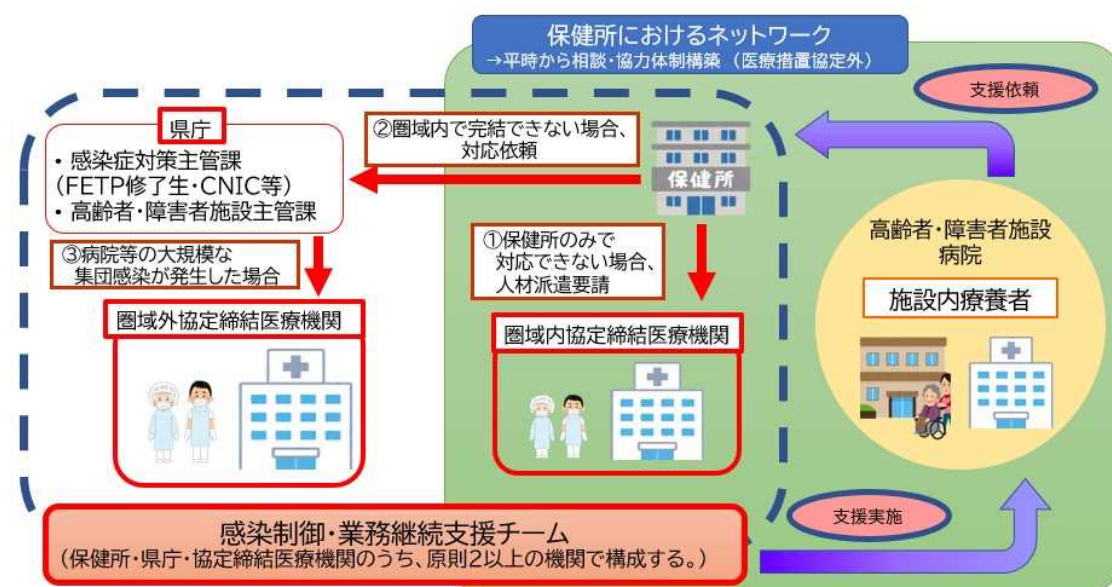 保健所におけるネットワーク
→平時から相談・協力体制構築（医療措置協定外）
支援依頼
県庁
・感染症対策主管課
（FETP修了生・CNIC等）
・高齢者・障害者施設主管課
②圏域内で完結できない場合、
対応依頼
保健所
③病院等の大規模な
集団感染が発生した場合
①保健所のみで
対応できない場合、
人材派遣要請
高齢者・障害者施設
病院
施設内療養者
圏域外協定締結医療機関
圏域内協定締結医療機関
支援実施
感染制御・業務継続支援チーム
（保健所・県庁・協定締結医療機関のうち、原則2以上の機関で構成する。）